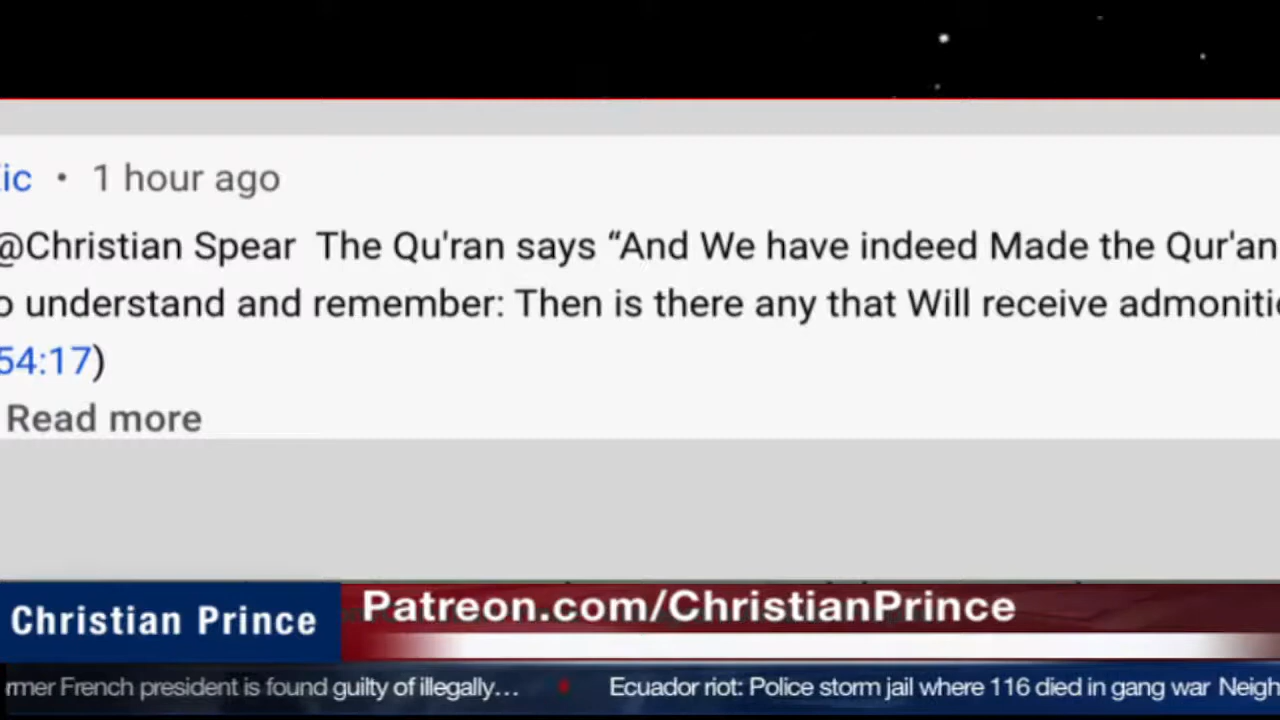 ic • 1 hour ago
@Christian Spear The Qu'ran says “And We have indeed Made the Qur'an
o understand and remember: Then is there any that Will receive admoniti
54:17)
Read more
Christian Prince
Patreon.com/ChristianPrince
rmer French president is found guilty of illegally… Ecuador riot: Police storm jail where 116 died in gang war Neigh